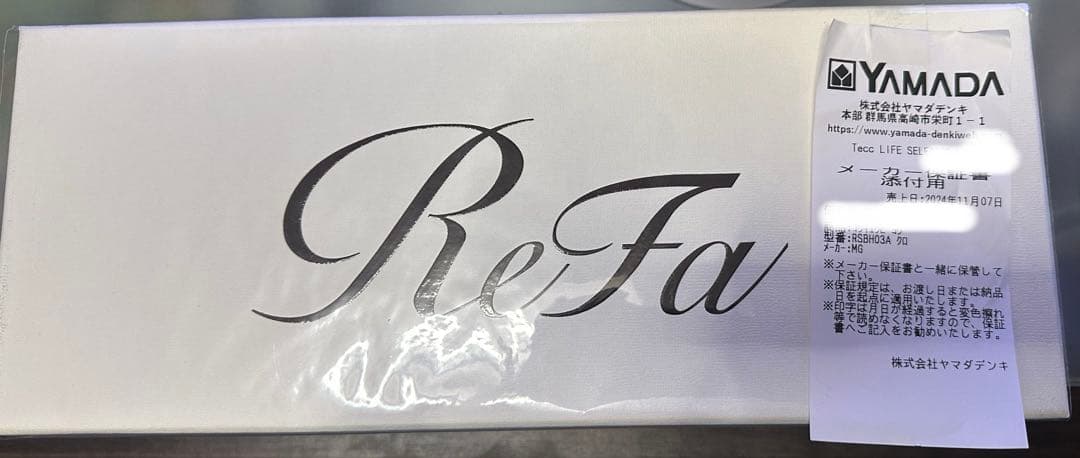 ReFa
YAMADA
株式会社ヤマダデンキ
本部 群馬県高崎市栄町1-1
https://www.yamada-denkiweb
Tecc LIFE SELE
メーカー保証書
添付用
売上日:2024年11月07日
型番:RSBH03A クロ
メーカー:MG
※メーカー保証書と一緒に保管して
下さい。
※保証規定は、お渡し日または納品
日を起点に適用いたします。
※印字は月日が経過すると変色擦れ
等で読めなくなりますので、保証
書へご記入をお勧めいたします。
株式会社ヤマダデンキ